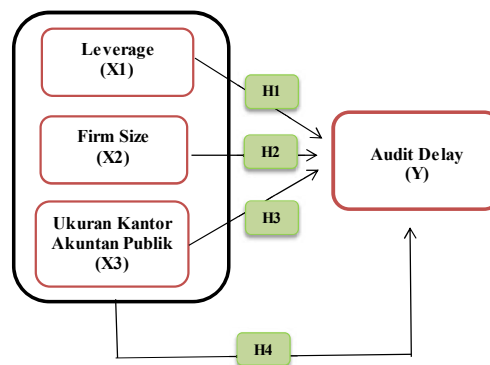 Leverage
(X1)
H1
Firm Size
(X2)
H2
Audit Delay
(Y)
Ukuran Kantor
Akuntan Publik
(X3)
H3
H4